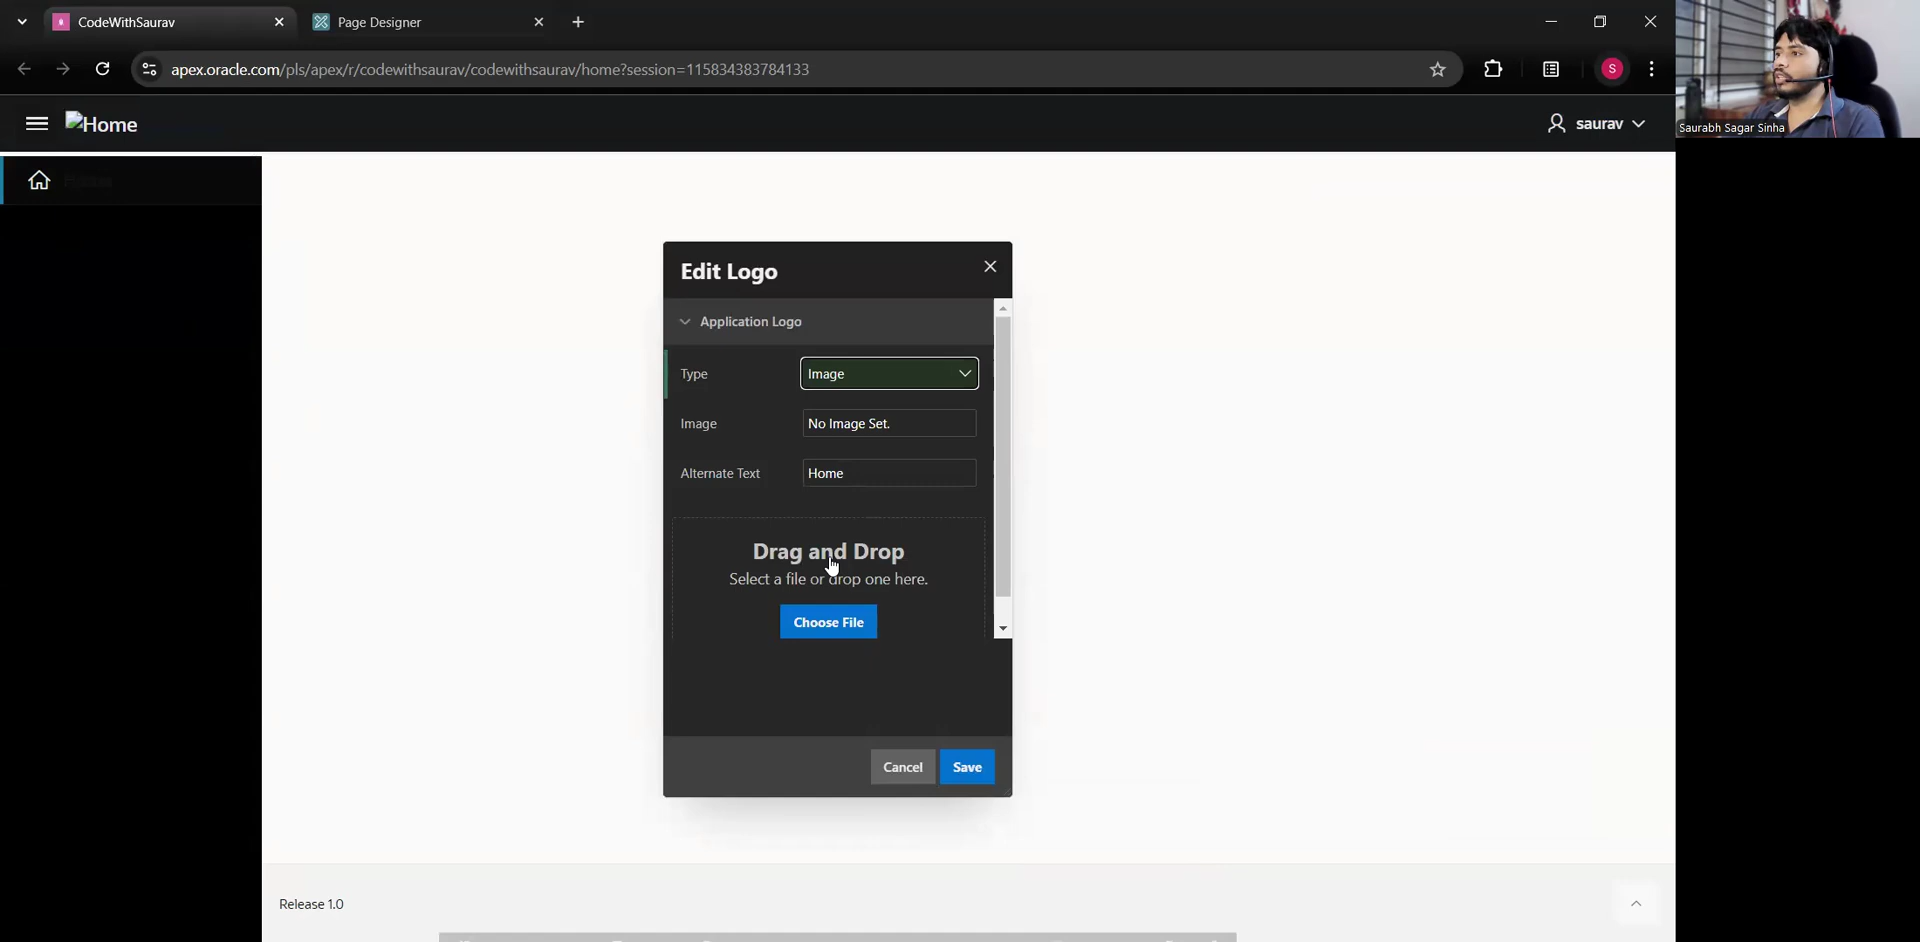 CodeWithSaurav
Page Designer
apex.oracle.com/pls/apex/r/codewithsaurav/codewithsaurav/home?session=115834383784133
S
Home
saurav
Saurabh Sagar Sinha
Edit Logo
Application Logo
Type
Image
Image
No Image Set.
Alternate Text
Home
Drag and Drop
Select a file or drop one here.
Choose File
Cancel
Save
Release 1.0